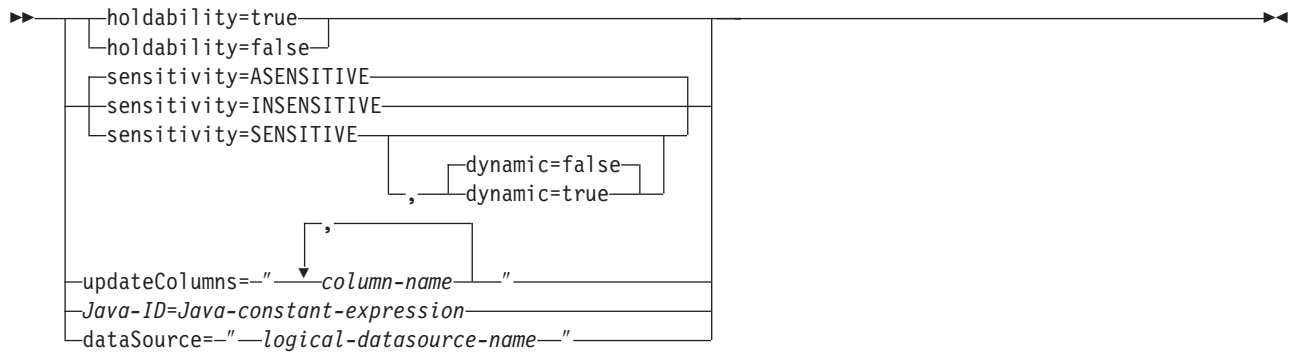 holdability=true
holdability=false
sensitivity=ASENSITIVE
sensitivity=INSENSITIVE
sensitivity=SENSITIVE
dynamic=false
, dynamic=true
,
updateColumns= " column-name "
Java-ID=Java-constant-expression
dataSource= " logical-datasource-name "